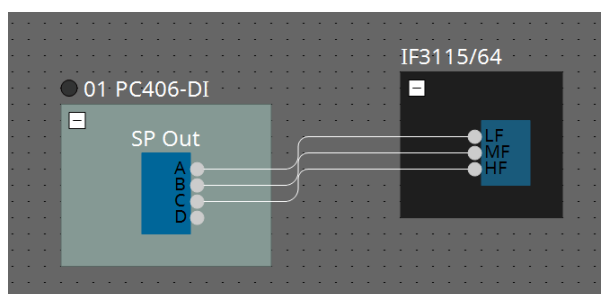 IF3115/64
01 PC406-DI
SP Out
A
B
C
D
LF
MF
HF